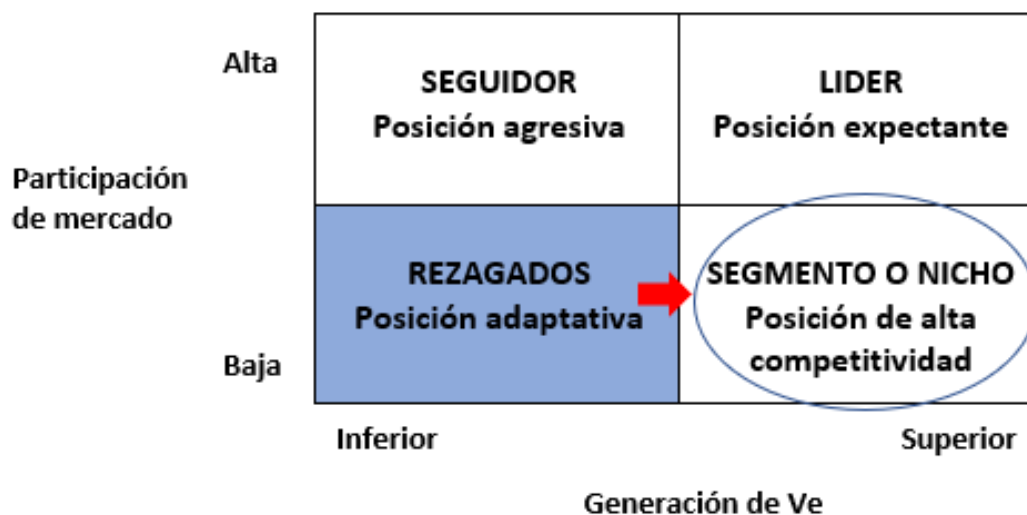 Alta
SEGUIDOR
Posición agresiva
LIDER
Posición expectante
Participación
de mercado
REZAGADOS
Posición adaptativa
SEGMENTO O NICHO
Posición de alta
competitividad
Baja
Inferior
Superior
Generación de Ve